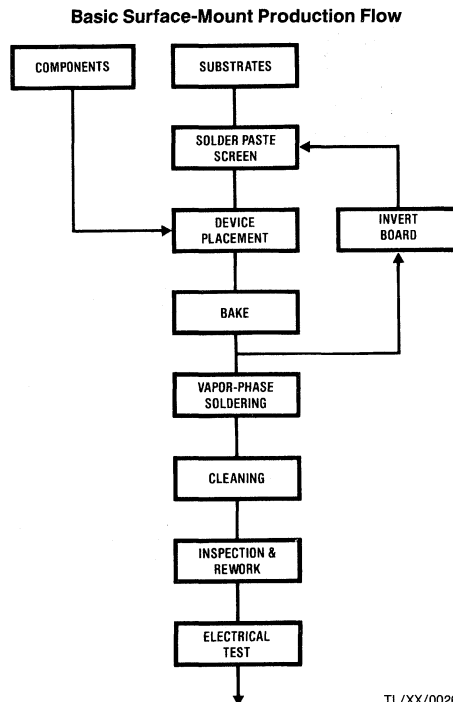 Basic Surface-Mount Production Flow
COMPONENTS
SUBSTRATES
SOLDER PASTE
SCREEN
DEVICE
PLACEMENT
INVERT
BOARD
BAKE
VAPOR-PHASE
SOLDERING
CLEANING
INSPECTION &
REWORK
ELECTRICAL
TEST